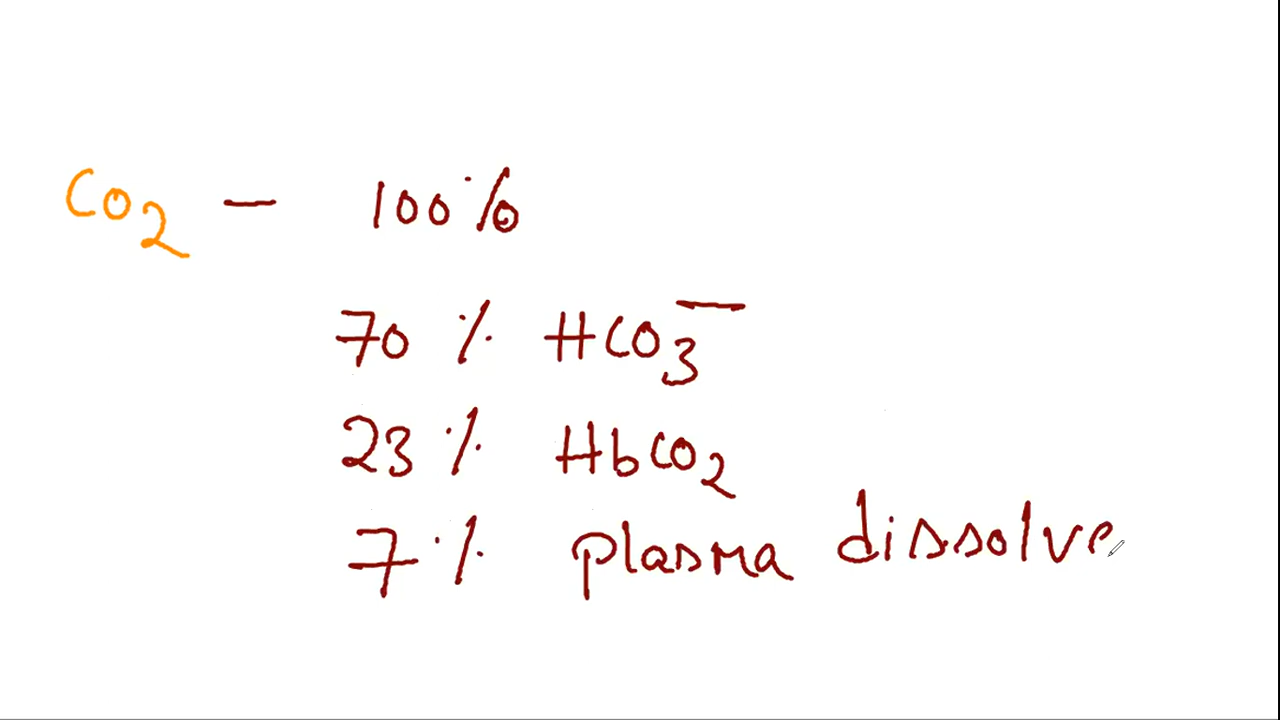 CO2 — 100%
70 % HCO3‾
23 % HbCO2
7 % plasma dissolve